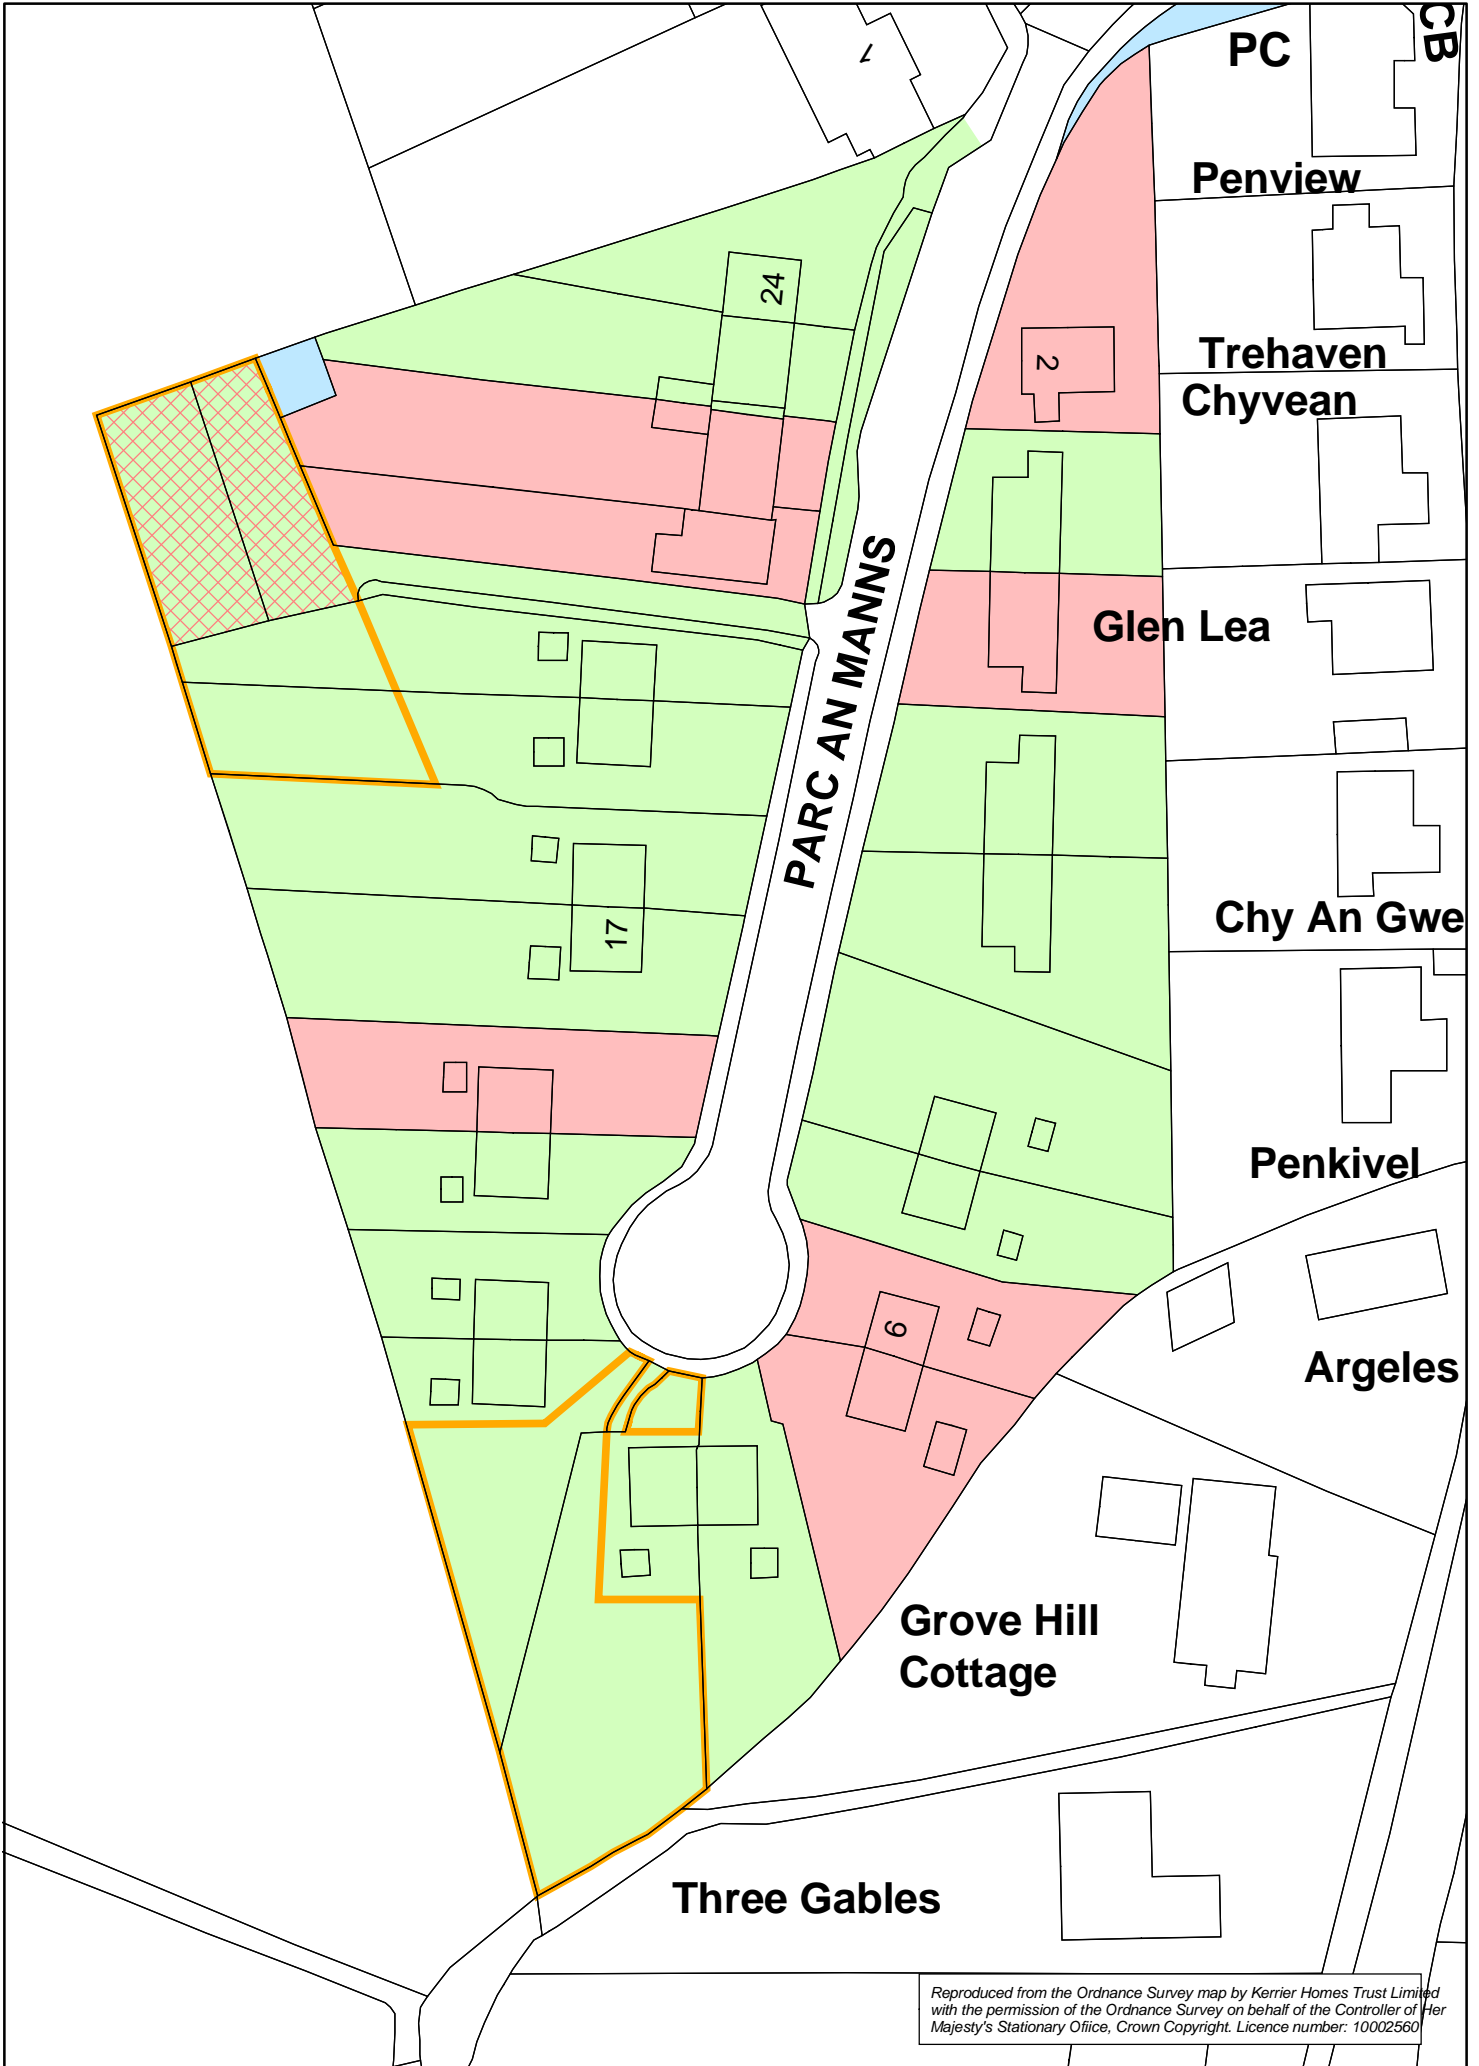 CB
PC
1
Penview
24
2
Trehaven
Chyvean
PARC AN MANNS
Glen Lea
17
Chy An Gwe
Penkivel
6
Argeles
Grove Hill
Cottage
Three Gables
Reproduced from the Ordnance Survey map by Kerrier Homes Trust Limited
with the permission of the Ordnance Survey on behalf of the Controller of Her
Majesty's Stationary Ofiice, Crown Copyright. Licence number: 10002560